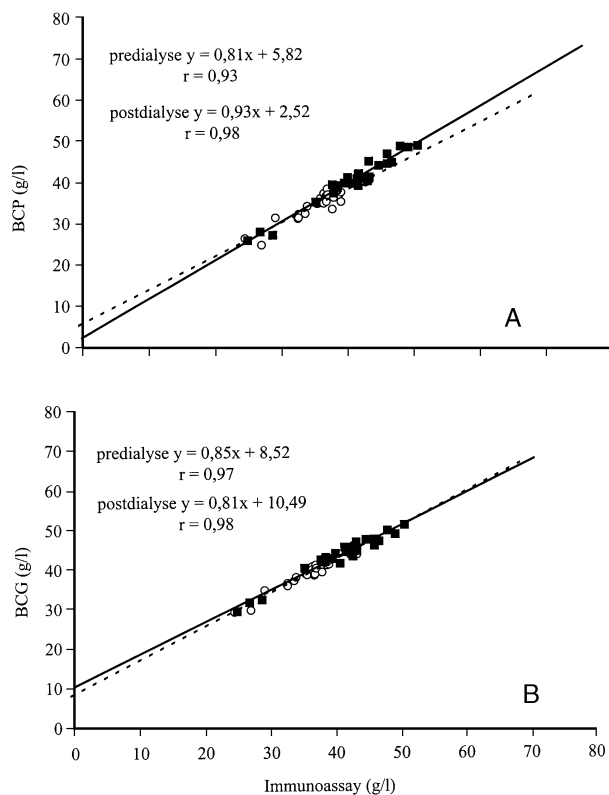 80
70
60
50
40
30
20
10
0
BCP (g/l)
predialyse y = 0,81x + 5,82
r = 0,93
postdialyse y = 0,93x + 2,52
r = 0,98
A
80
70
60
50
40
30
20
10
0
BCG (g/l)
predialyse y = 0,85x + 8,52
r = 0,97
postdialyse y = 0,81x + 10,49
r = 0,98
B
0 10 20 30 40 50 60 70 80
Immunoassay (g/l)